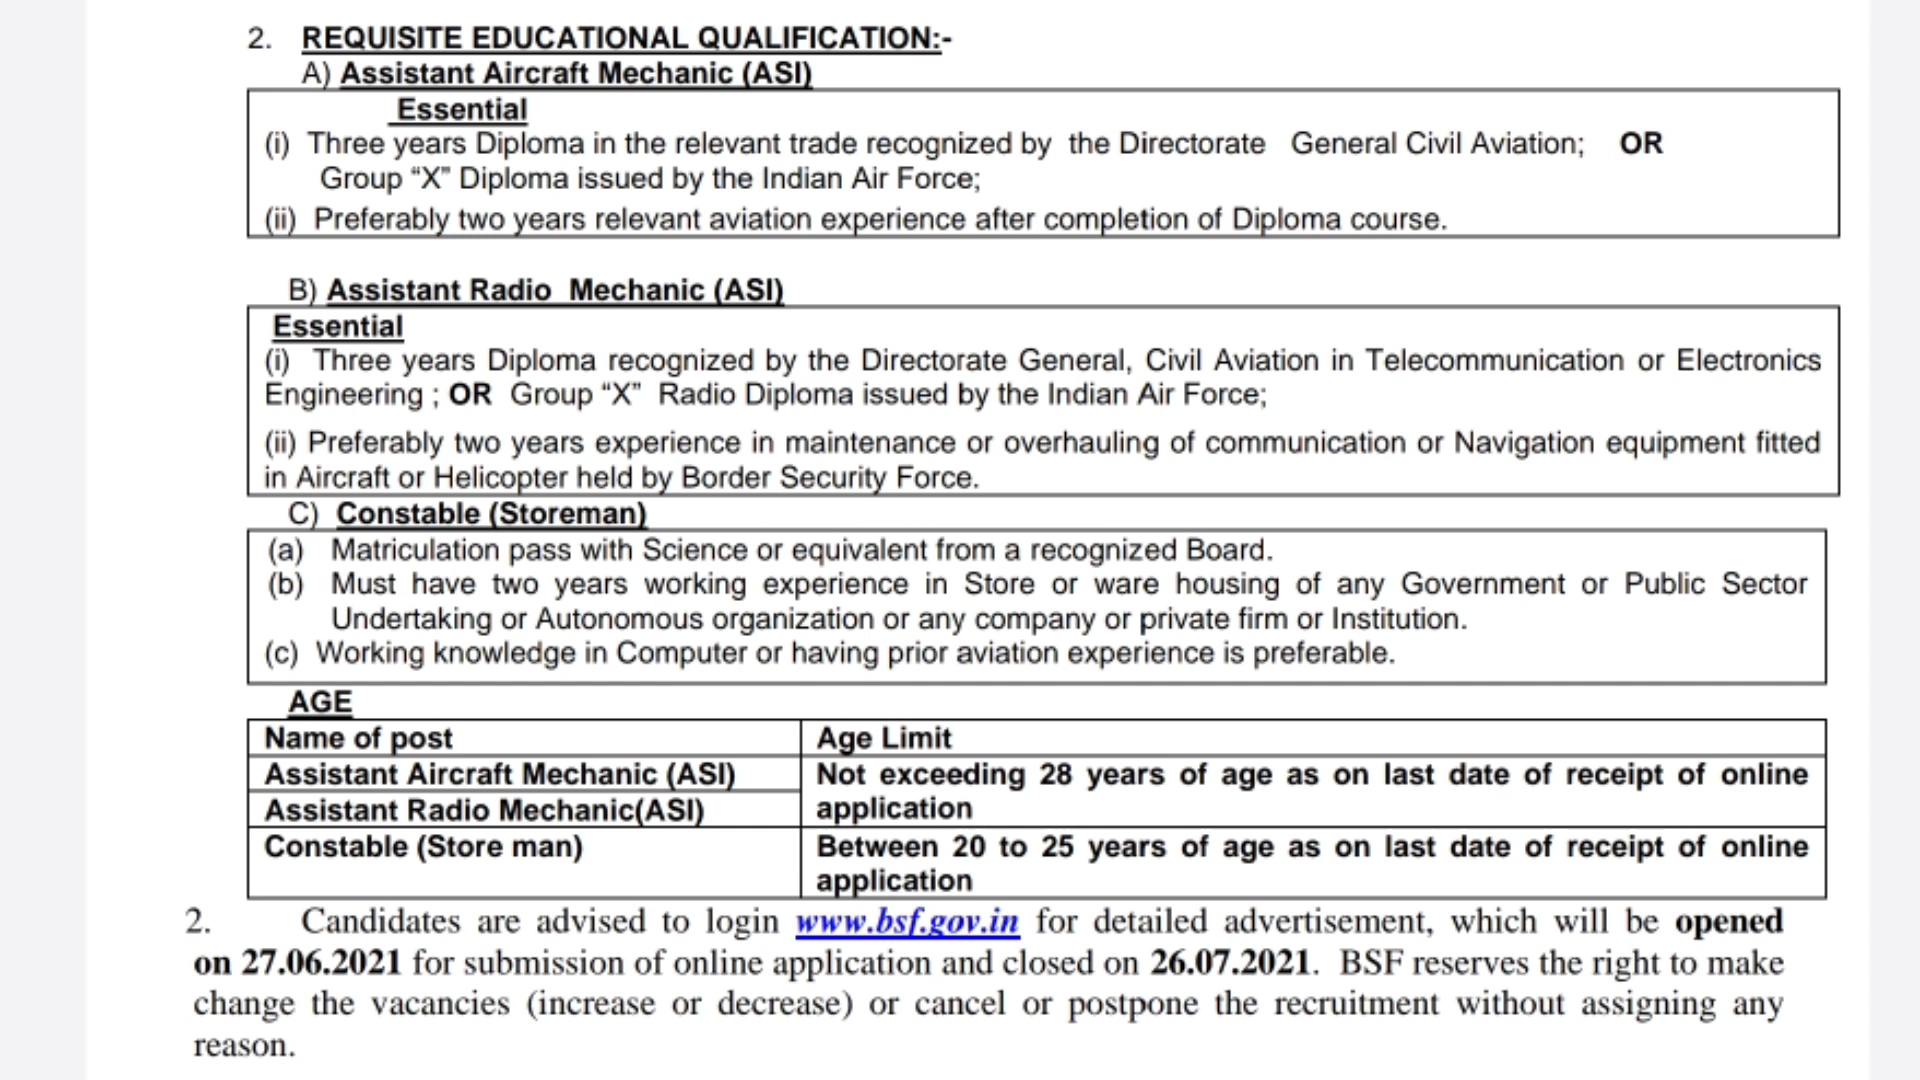 2. REQUISITE EDUCATIONAL QUALIFICATION:-
A) Assistant Aircraft Mechanic (ASI)
Essential
(i) Three years Diploma in the relevant trade recognized by the Directorate General Civil Aviation; OR
Group “X” Diploma issued by the Indian Air Force;
(ii) Preferably two years relevant aviation experience after completion of Diploma course.
B) Assistant Radio Mechanic (ASI)
Essential
(i) Three years Diploma recognized by the Directorate General, Civil Aviation in Telecommunication or Electronics
Engineering ; OR Group “X” Radio Diploma issued by the Indian Air Force;
(ii) Preferably two years experience in maintenance or overhauling of communication or Navigation equipment fitted
in Aircraft or Helicopter held by Border Security Force.
C) Constable (Storeman)
(a) Matriculation pass with Science or equivalent from a recognized Board.
(b) Must have two years working experience in Store or ware housing of any Government or Public Sector
Undertaking or Autonomous organization or any company or private firm or Institution.
(c) Working knowledge in Computer or having prior aviation experience is preferable.
AGE
Name of post Age Limit
Assistant Aircraft Mechanic (ASI) Not exceeding 28 years of age as on last date of receipt of online
Assistant Radio Mechanic(ASI) application
Constable (Store man) Between 20 to 25 years of age as on last date of receipt of online
application
2. Candidates are advised to login www.bsf.gov.in for detailed advertisement, which will be opened
on 27.06.2021 for submission of online application and closed on 26.07.2021. BSF reserves the right to make
change the vacancies (increase or decrease) or cancel or postpone the recruitment without assigning any
reason.